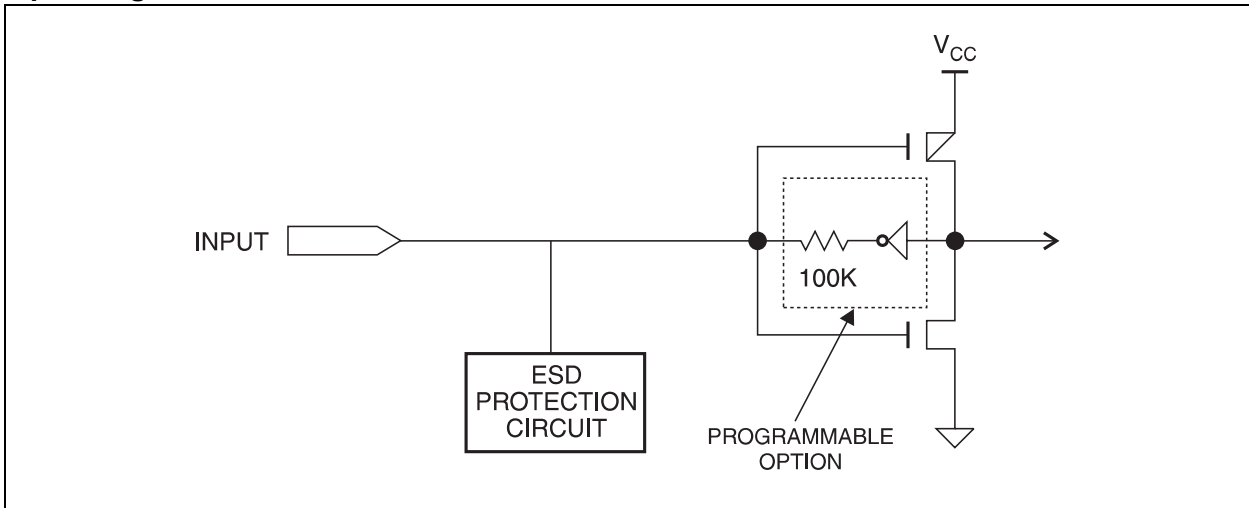 V_CC
INPUT
100K
ESD
PROTECTION
CIRCUIT
PROGRAMMABLE
OPTION